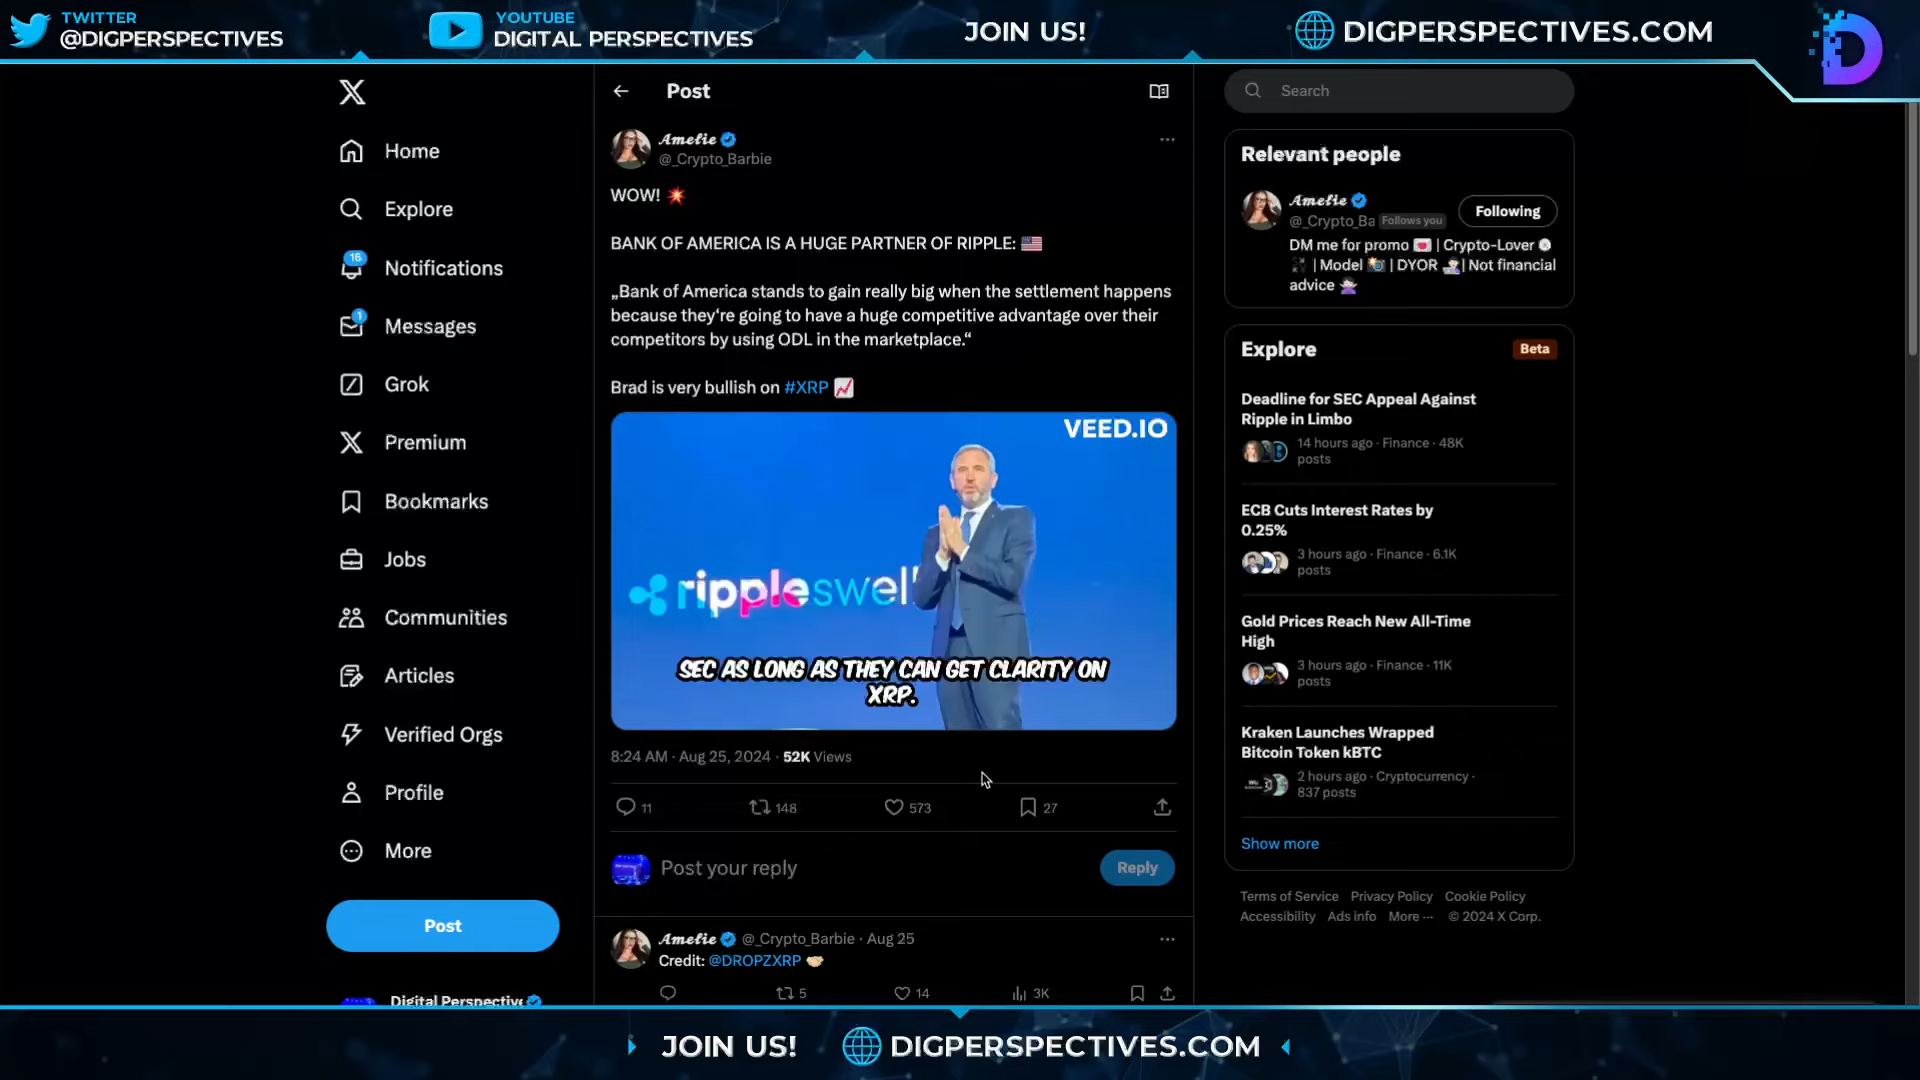 TWITTER
@DIGPERSPECTIVES
YOUTUBE
DIGITAL PERSPECTIVES
JOIN US!
DIGPERSPECTIVES.COM
Home
Explore
16
Notifications
1
Messages
Grok
Premium
Bookmarks
Jobs
Communities
Articles
Verified Orgs
Profile
More
Post
Digital Perspective
Post
Amelie
@_Crypto_Barbie
WOW! 💥
BANK OF AMERICA IS A HUGE PARTNER OF RIPPLE: 🇺🇸
„Bank of America stands to gain really big when the settlement happens
because they‘re going to have a huge competitive advantage over their
competitors by using ODL in the marketplace.“
Brad is very bullish on #XRP 📈
VEED.IO
rippleswell
SEC AS LONG AS THEY CAN GET CLARITY ON
XRP.
8:24 AM · Aug 25, 2024 · 52K Views
11
148
573
27
Post your reply
Reply
Amelie @_Crypto_Barbie · Aug 25
Credit: @DROPZXRP
5
14
3K
Search
Relevant people
Amelie
@_Crypto_Ba Follows you
Following
DM me for promo 💌 | Crypto-Lover
| Model 📸 | DYOR | Not financial
advice
Explore
Beta
Deadline for SEC Appeal Against
Ripple in Limbo
14 hours ago · Finance · 48K
posts
ECB Cuts Interest Rates by
0.25%
3 hours ago · Finance · 6.1K
posts
Gold Prices Reach New All-Time
High
3 hours ago · Finance · 11K
posts
Kraken Launches Wrapped
Bitcoin Token kBTC
2 hours ago · Cryptocurrency ·
837 posts
Show more
Terms of Service Privacy Policy Cookie Policy
Accessibility Ads info More ··· © 2024 X Corp.
JOIN US!
DIGPERSPECTIVES.COM